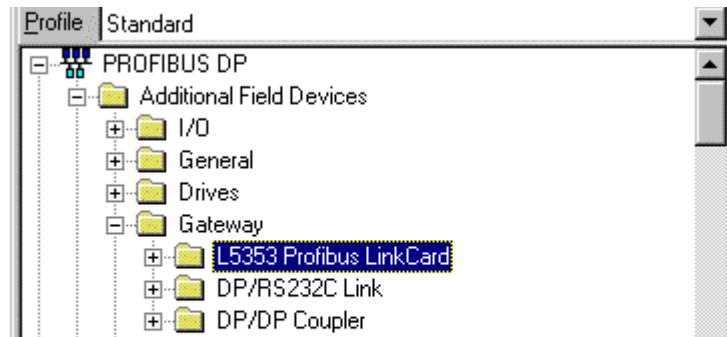 Profile Standard
PROFIBUS DP
Additional Field Devices
I/O
General
Drives
Gateway
L5353 Profibus LinkCard
DP/RS232C Link
DP/DP Coupler